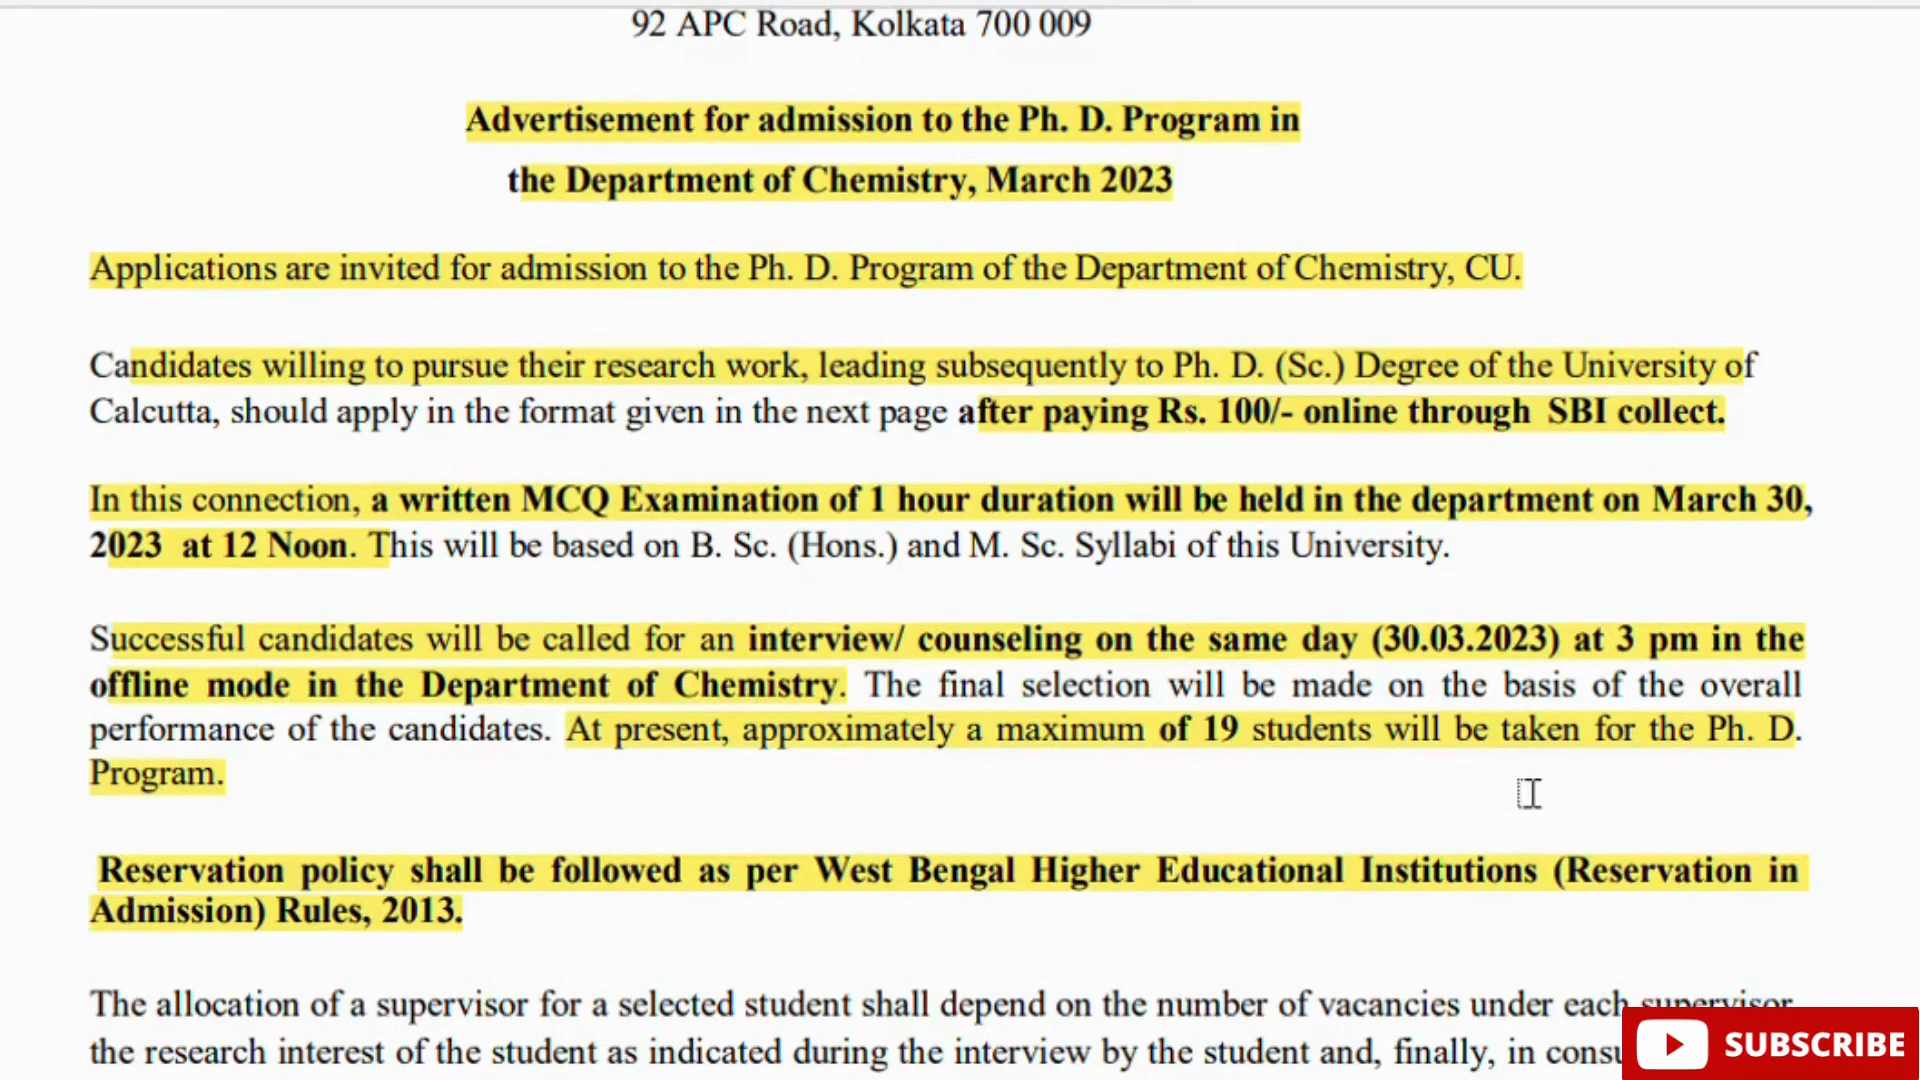 92 APC Road, Kolkata 700 009
Advertisement for admission to the Ph. D. Program in
the Department of Chemistry, March 2023
Applications are invited for admission to the Ph. D. Program of the Department of Chemistry, CU.
Candidates willing to pursue their research work, leading subsequently to Ph. D. (Sc.) Degree of the University of
Calcutta, should apply in the format given in the next page after paying Rs. 100/- online through SBI collect.
In this connection, a written MCQ Examination of 1 hour duration will be held in the department on March 30,
2023 at 12 Noon. This will be based on B. Sc. (Hons.) and M. Sc. Syllabi of this University.
Successful candidates will be called for an interview/ counseling on the same day (30.03.2023) at 3 pm in the
offline mode in the Department of Chemistry. The final selection will be made on the basis of the overall
performance of the candidates. At present, approximately a maximum of 19 students will be taken for the Ph. D.
Program.
Reservation policy shall be followed as per West Bengal Higher Educational Institutions (Reservation in
Admission) Rules, 2013.
The allocation of a supervisor for a selected student shall depend on the number of vacancies under each supervisor
the research interest of the student as indicated during the interview by the student and, finally, in
SUBSCRIBE